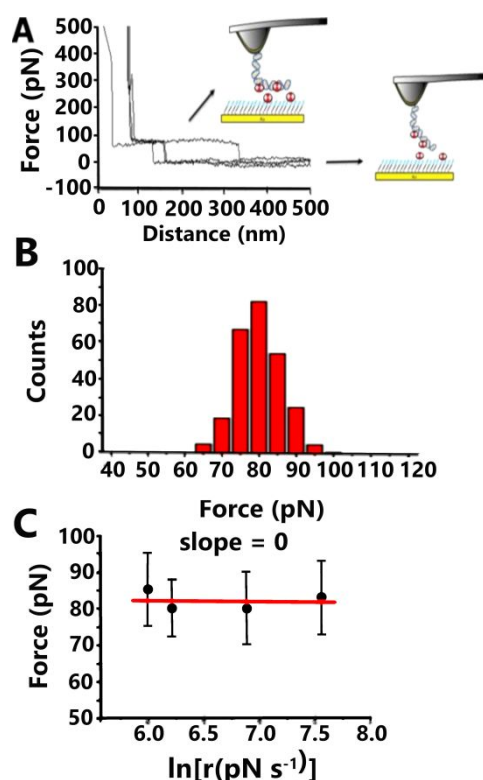 A
500
400
300
200
100
0
-100
Force (pN)
0 100 200 300 400 500
Distance (nm)
B
100
80
60
40
20
0
Counts
40 50 60 70 80 90 100 110 120
Force (pN)
C
slope = 0
100
90
80
70
60
50
Force (pN)
6.0 6.5 7.0 7.5 8.0
ln[r(pN s⁻¹)]